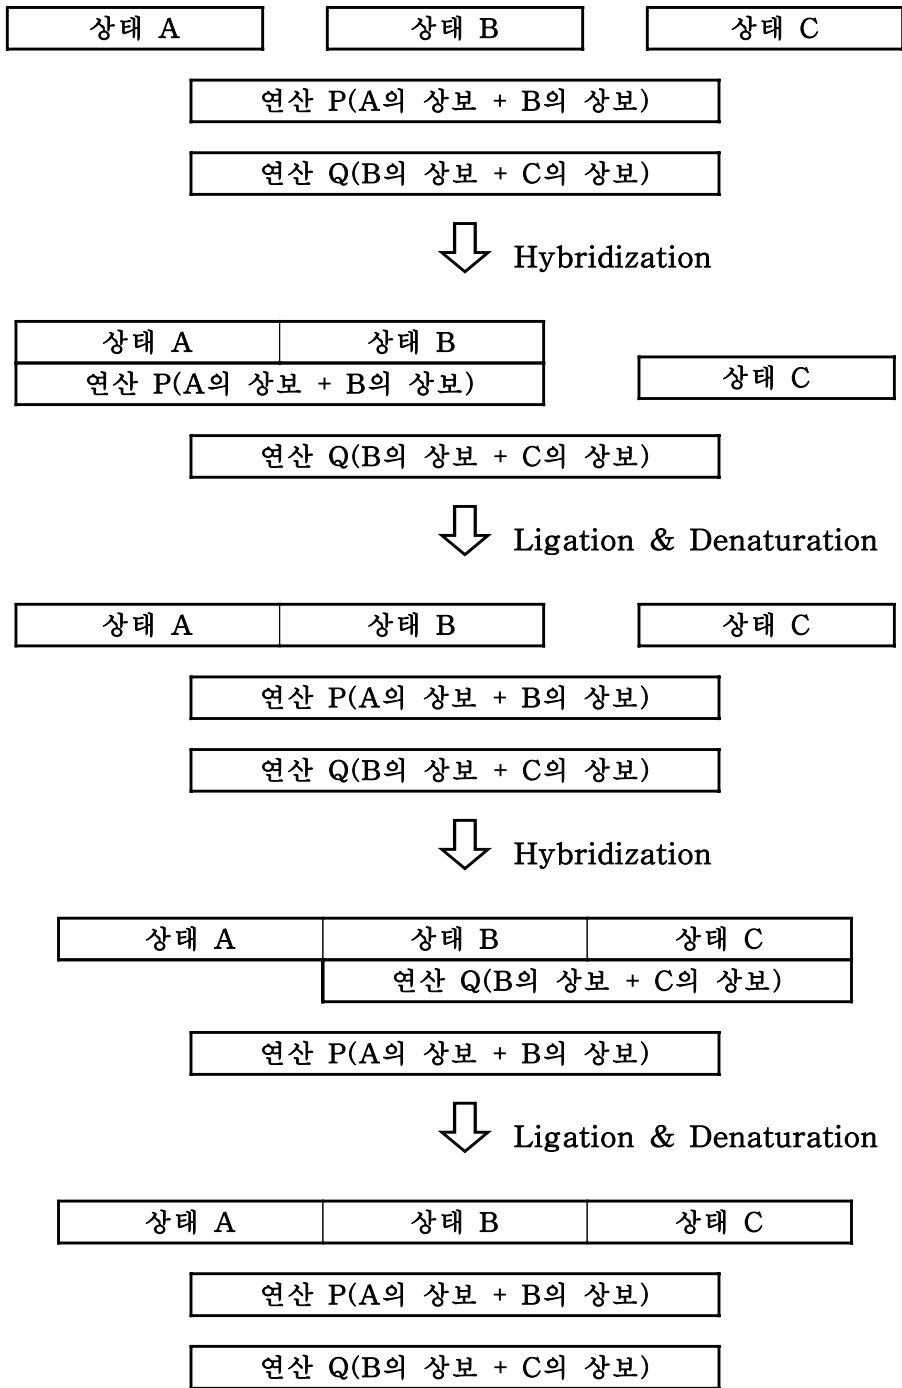 상태 A 상태 B 상태 C
연산 P(A의 상보 + B의 상보)
연산 Q(B의 상보 + C의 상보)
Hybridization
상태 A 상태 B
연산 P(A의 상보 + B의 상보) 상태 C
연산 Q(B의 상보 + C의 상보)
Ligation & Denaturation
상태 A 상태 B 상태 C
연산 P(A의 상보 + B의 상보)
연산 Q(B의 상보 + C의 상보)
Hybridization
상태 A 상태 B 상태 C
연산 Q(B의 상보 + C의 상보)
연산 P(A의 상보 + B의 상보)
Ligation & Denaturation
상태 A 상태 B 상태 C
연산 P(A의 상보 + B의 상보)
연산 Q(B의 상보 + C의 상보)